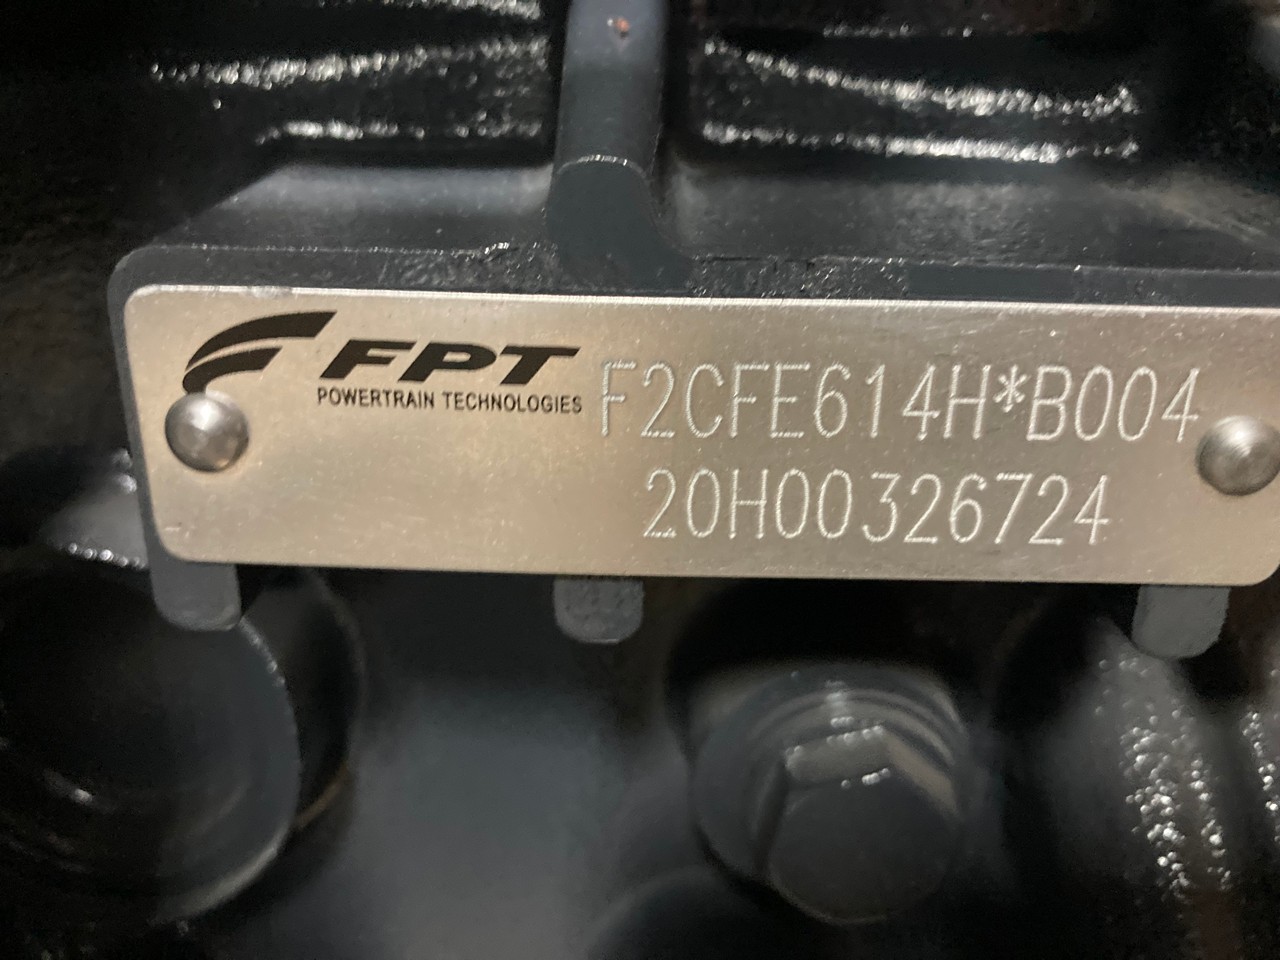 FPT
POWERTRAIN TECHNOLOGIES
F2CFE614H*B004
20H00326724